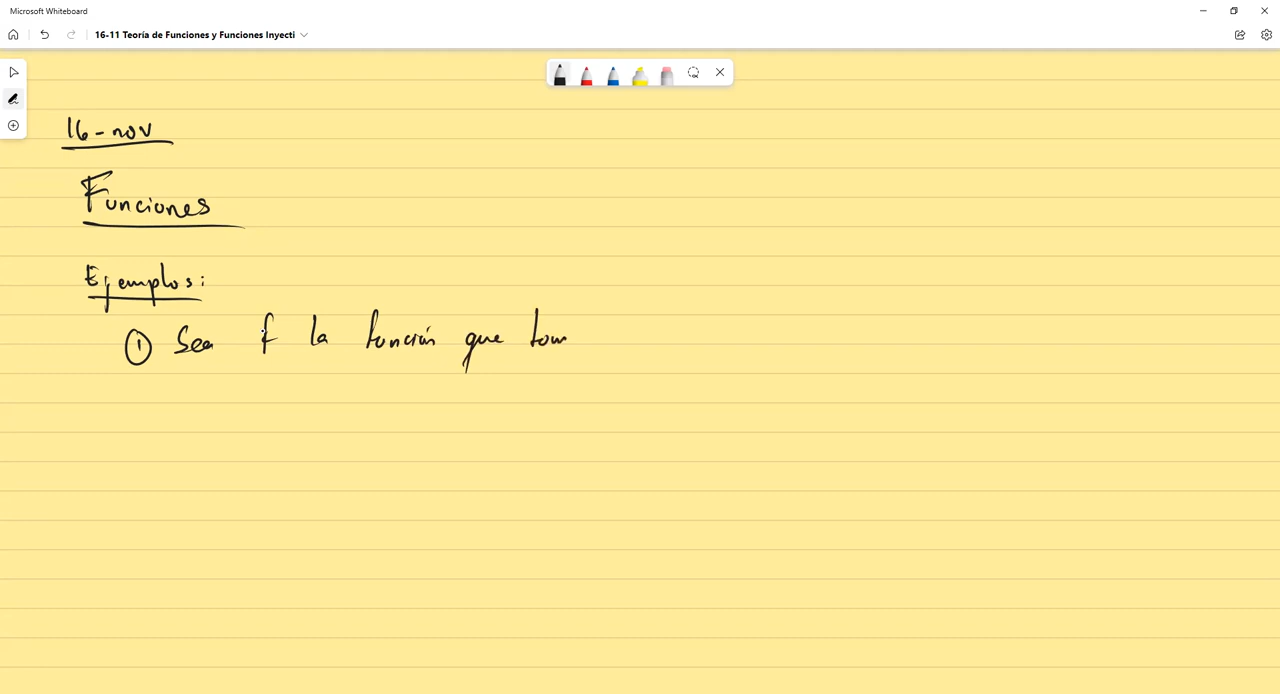 Microsoft Whiteboard
16-11 Teoría de Funciones y Funciones Inyecti
16-nov
Funciones
Ejemplos:
① Sea f la función que tom